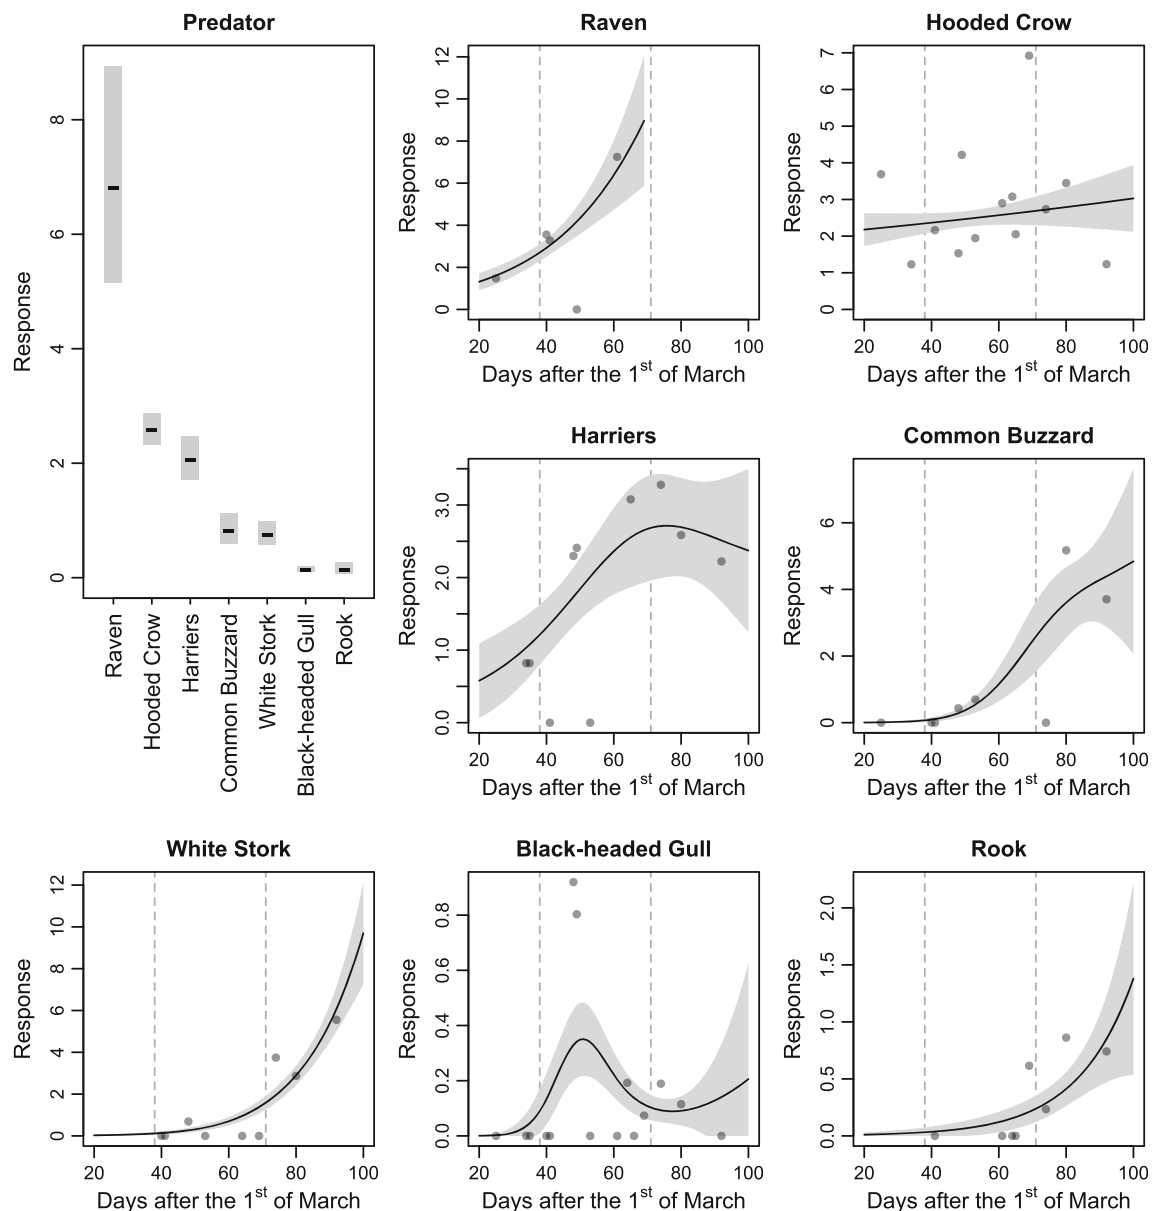 Predator
Response
0
2
4
6
8
Raven
Hooded Crow
Harriers
Common Buzzard
White Stork
Black-headed Gull
Rook
Raven
Response
0 2 4 6 8 10 12
20 40 60 80 100
Days after the 1st of March
Hooded Crow
Response
0 1 2 3 4 5 6 7
20 40 60 80 100
Days after the 1st of March
Harriers
Response
0.0 1.0 2.0 3.0
20 40 60 80 100
Days after the 1st of March
Common Buzzard
Response
0 2 4 6
20 40 60 80 100
Days after the 1st of March
White Stork
Response
0 2 4 6 8 10 12
20 40 60 80 100
Days after the 1st of March
Black-headed Gull
Response
0.0 0.2 0.4 0.6 0.8
20 40 60 80 100
Days after the 1st of March
Rook
Response
0.0 0.5 1.0 1.5 2.0
20 40 60 80 100
Days after the 1st of March